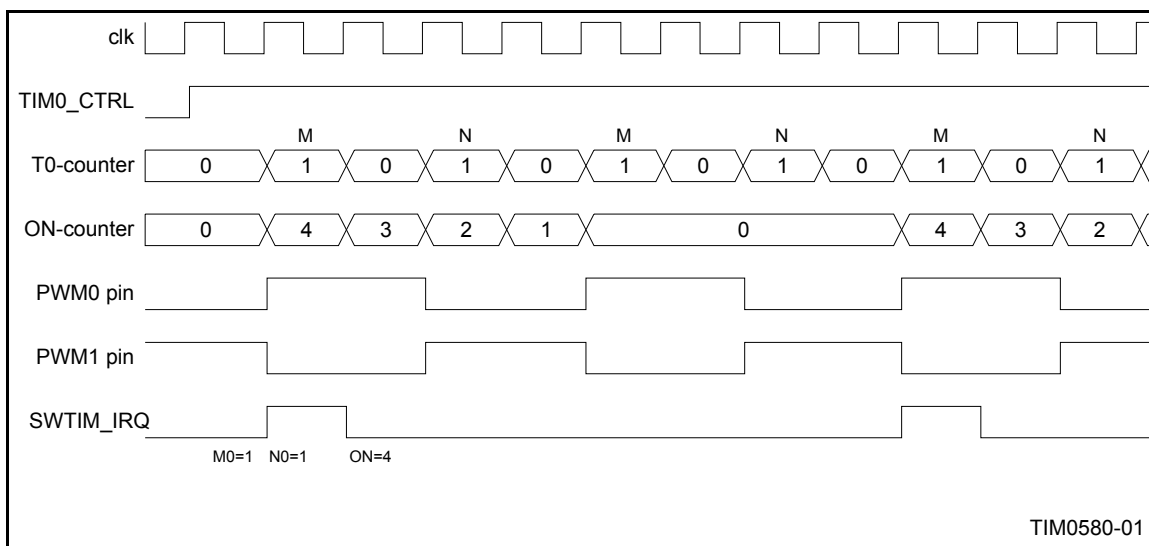 clk
TIM0_CTRL
M N M N M N
T0-counter 0 1 0 1 0 1 0 1 0 1 0 1
ON-counter 0 4 3 2 1 0 4 3 2
PWM0 pin
PWM1 pin
SWTIM_IRQ
M0=1 N0=1 ON=4
TIM0580-01